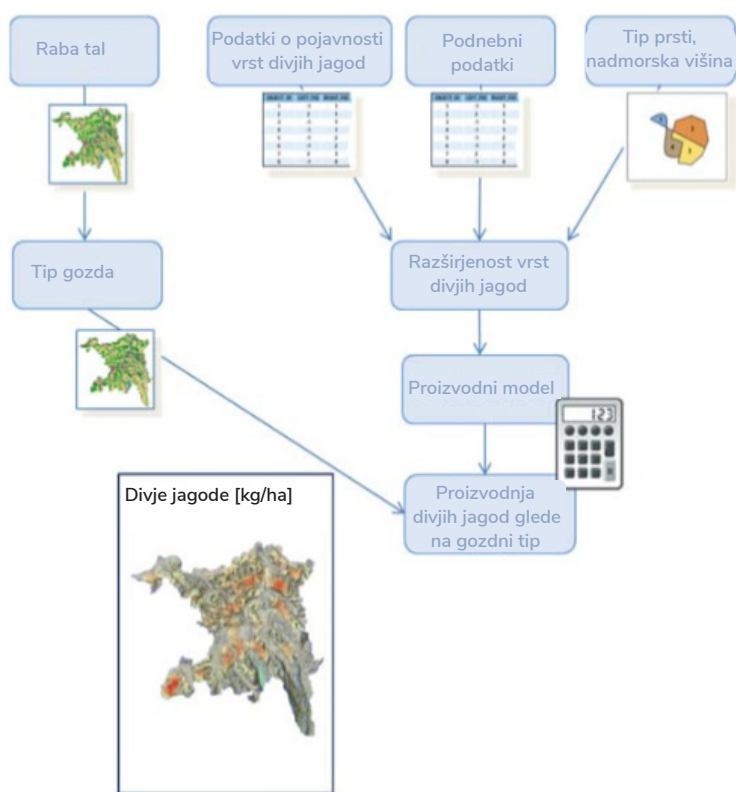 Raba tal
Podatki o pojavnosti
vrst divjih jagod
Podnebni
podatki
Tip prsti,
nadmorska višina
Tip gozda
Razširjenost vrst
divjih jagod
Proizvodni model
123
Proizvodnja
divjih jagod glede
na gozdni tip
Divje jagode [kg/ha]